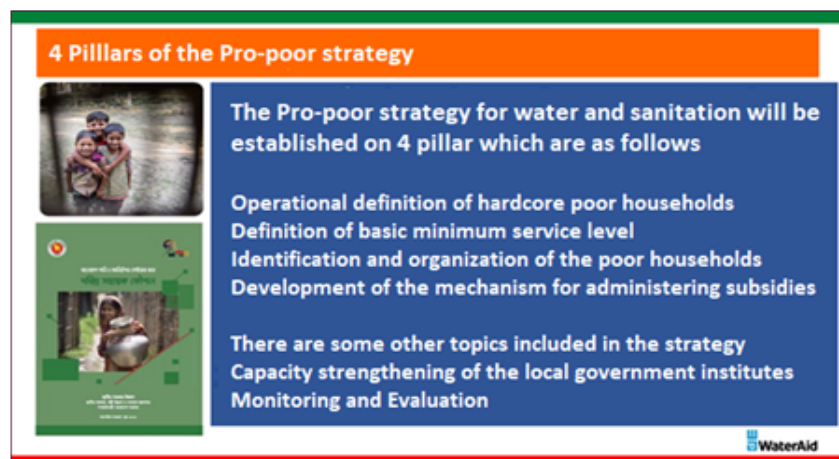 4 Pilllars of the Pro-poor strategy
The Pro-poor strategy for water and sanitation will be
established on 4 pillar which are as follows
Operational definition of hardcore poor households
Definition of basic minimum service level
Identification and organization of the poor households
Development of the mechanism for administering subsidies
There are some other topics included in the strategy
Capacity strengthening of the local government institutes
Monitoring and Evaluation
WaterAid